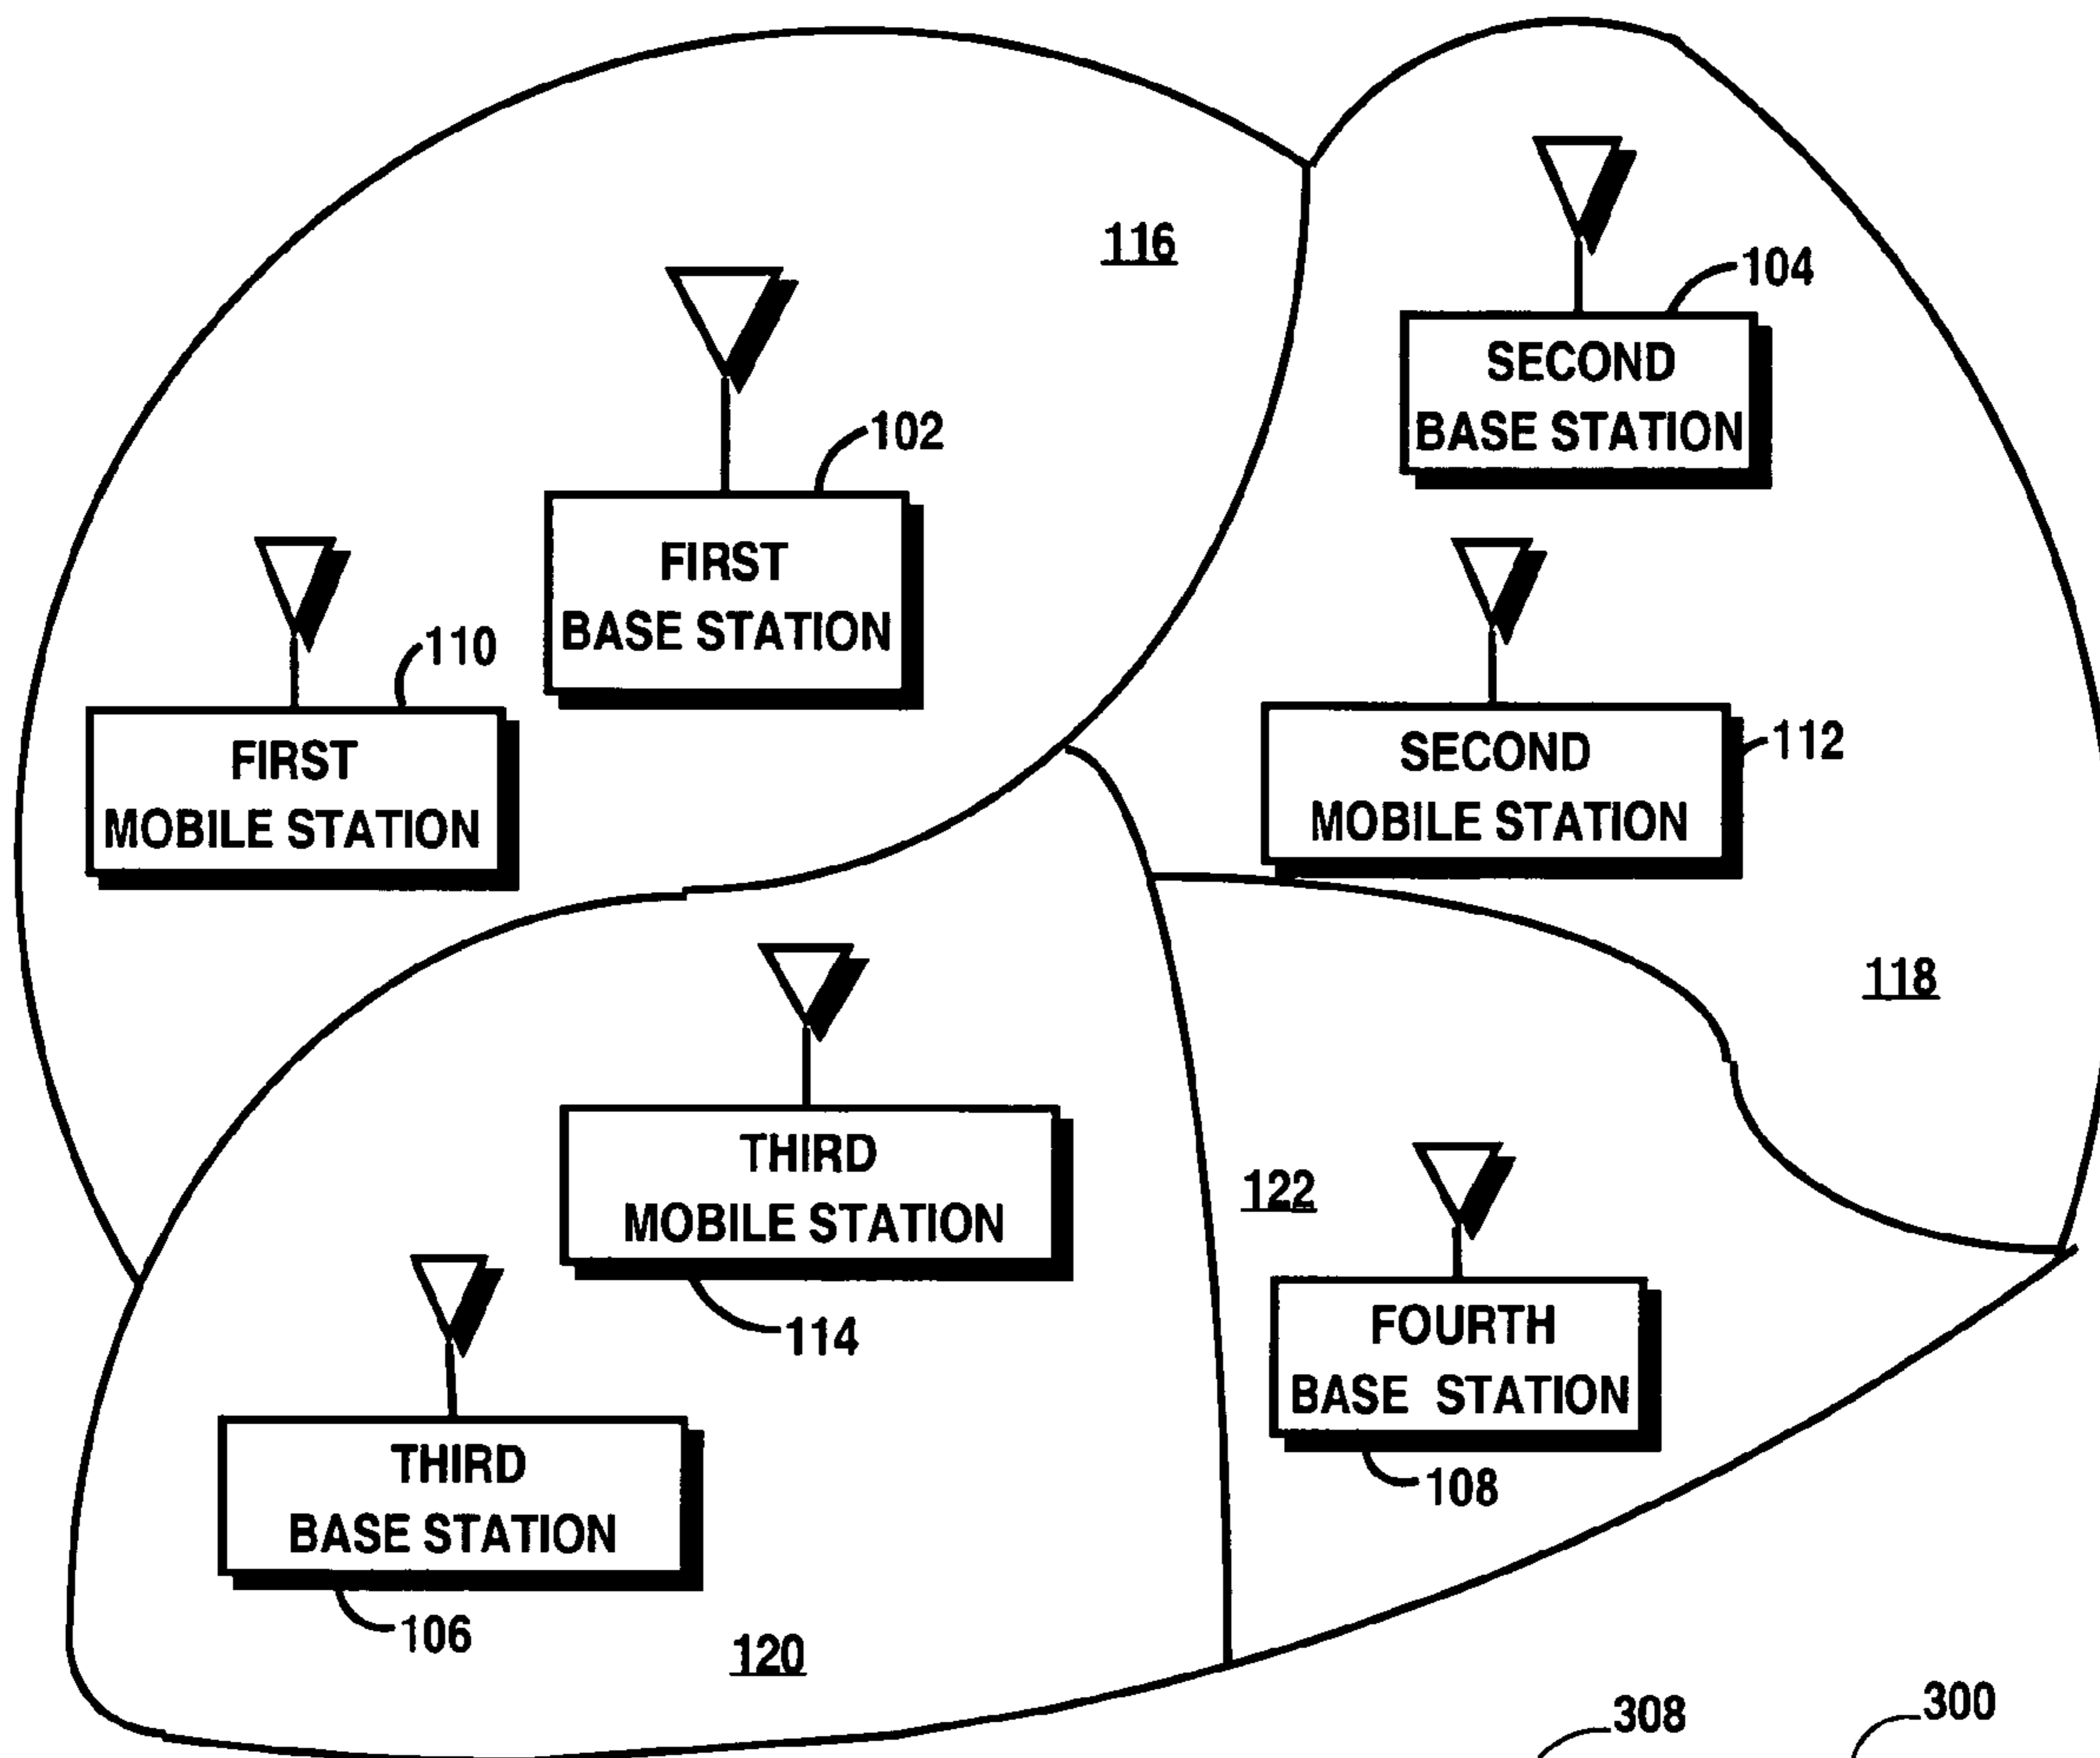 116
104
SECOND
BASE STATION
102
FIRST
BASE STATION
110
FIRST
MOBILE STATION
112
SECOND
MOBILE STATION
118
THIRD
MOBILE STATION
114
122
FOURTH
BASE STATION
108
THIRD
BASE STATION
106
120
308
300